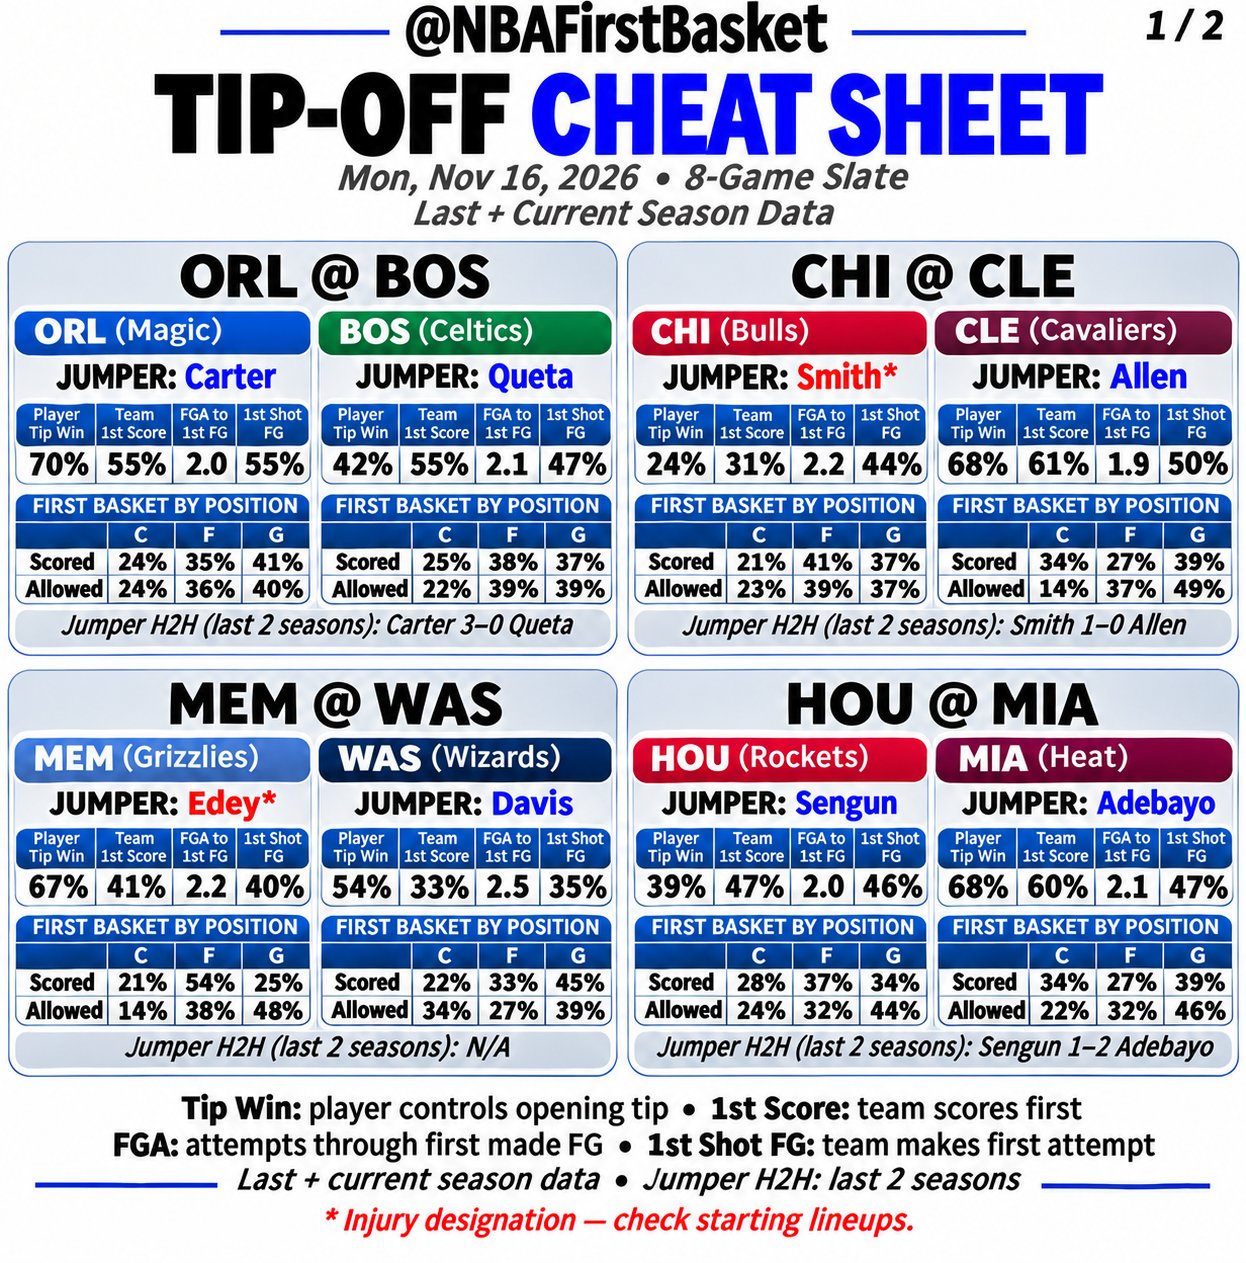 @NBAFirstBasket
1 / 2
TIP-OFF CHEAT SHEET
Mon, Nov 16, 2026 • 8-Game Slate
Last + Current Season Data
ORL @ BOS
ORL (Magic)
JUMPER: Carter
Player Tip Win | Team 1st Score | FGA to 1st FG | 1st Shot FG
70% 55% 2.0 55%
FIRST BASKET BY POSITION
C F G
Scored 24% 35% 41%
Allowed 24% 36% 40%
BOS (Celtics)
JUMPER: Queta
Player Tip Win | Team 1st Score | FGA to 1st FG | 1st Shot FG
42% 55% 2.1 47%
FIRST BASKET BY POSITION
C F G
Scored 25% 38% 37%
Allowed 22% 39% 39%
Jumper H2H (last 2 seasons): Carter 3–0 Queta
CHI @ CLE
CHI (Bulls)
JUMPER: Smith*
Player Tip Win | Team 1st Score | FGA to 1st FG | 1st Shot FG
24% 31% 2.2 44%
FIRST BASKET BY POSITION
C F G
Scored 21% 41% 37%
Allowed 23% 39% 37%
CLE (Cavaliers)
JUMPER: Allen
Player Tip Win | Team 1st Score | FGA to 1st FG | 1st Shot FG
68% 61% 1.9 50%
FIRST BASKET BY POSITION
C F G
Scored 34% 27% 39%
Allowed 14% 37% 49%
Jumper H2H (last 2 seasons): Smith 1–0 Allen
MEM @ WAS
MEM (Grizzlies)
JUMPER: Edey*
Player Tip Win | Team 1st Score | FGA to 1st FG | 1st Shot FG
67% 41% 2.2 40%
FIRST BASKET BY POSITION
C F G
Scored 21% 54% 25%
Allowed 14% 38% 48%
WAS (Wizards)
JUMPER: Davis
Player Tip Win | Team 1st Score | FGA to 1st FG | 1st Shot FG
54% 33% 2.5 35%
FIRST BASKET BY POSITION
C F G
Scored 22% 33% 45%
Allowed 34% 27% 39%
Jumper H2H (last 2 seasons): N/A
HOU @ MIA
HOU (Rockets)
JUMPER: Sengun
Player Tip Win | Team 1st Score | FGA to 1st FG | 1st Shot FG
39% 47% 2.0 46%
FIRST BASKET BY POSITION
C F G
Scored 28% 37% 34%
Allowed 24% 32% 44%
MIA (Heat)
JUMPER: Adebayo
Player Tip Win | Team 1st Score | FGA to 1st FG | 1st Shot FG
68% 60% 2.1 47%
FIRST BASKET BY POSITION
C F G
Scored 34% 27% 39%
Allowed 22% 32% 46%
Jumper H2H (last 2 seasons): Sengun 1–2 Adebayo
Tip Win: player controls opening tip • 1st Score: team scores first
FGA: attempts through first made FG • 1st Shot FG: team makes first attempt
Last + current season data • Jumper H2H: last 2 seasons
* Injury designation — check starting lineups.